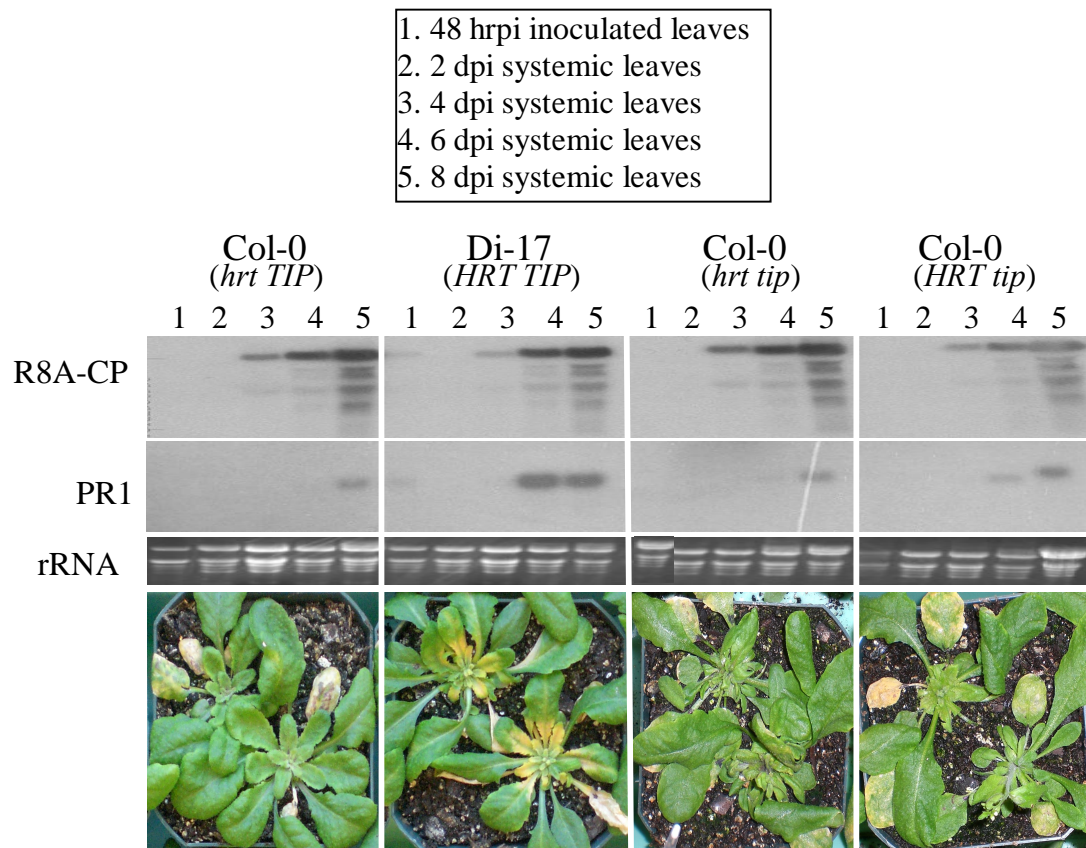 1. 48 hrpi inoculated leaves
2. 2 dpi systemic leaves
3. 4 dpi systemic leaves
4. 6 dpi systemic leaves
5. 8 dpi systemic leaves
Col-0 Di-17 Col-0 Col-0
(hrt TIP) (HRT TIP) (hrt tip) (HRT tip)
1 2 3 4 5 1 2 3 4 5 1 2 3 4 5 1 2 3 4 5
R8A-CP
PR1
rRNA